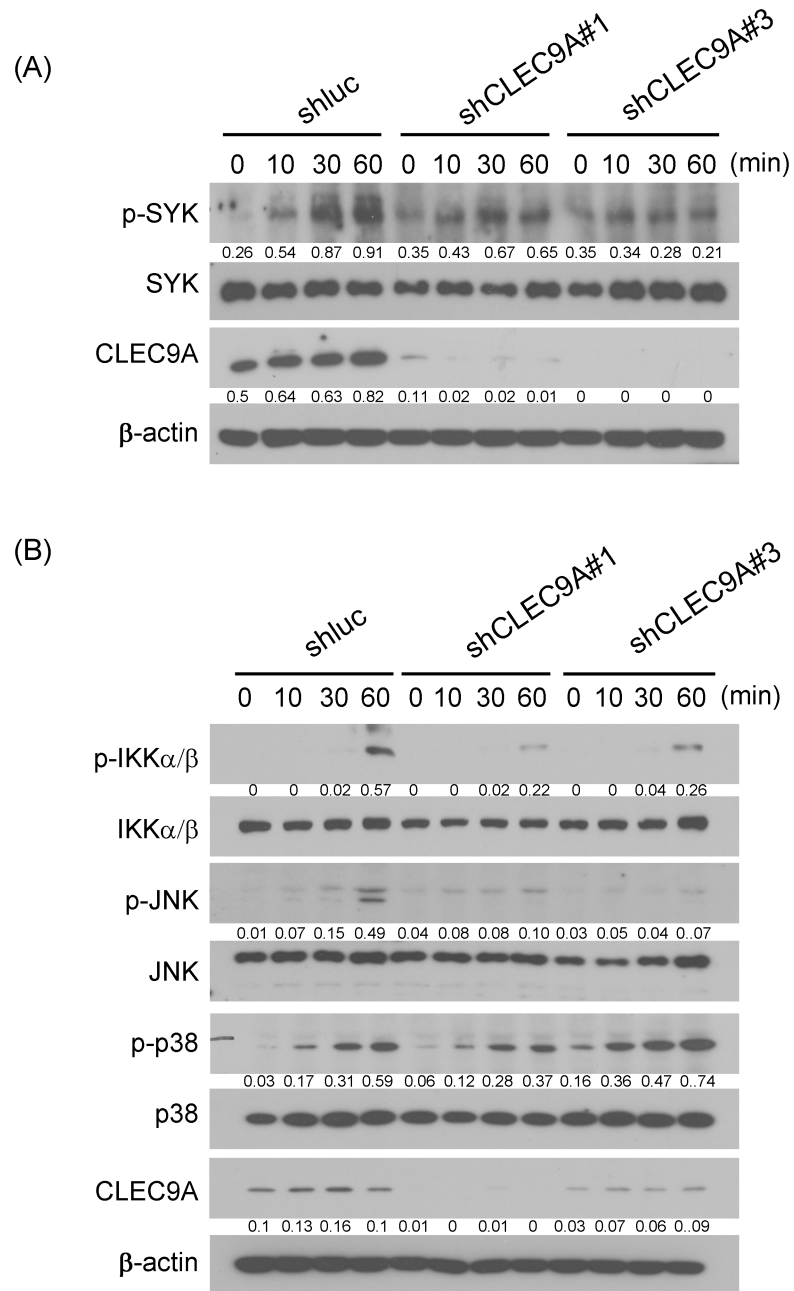 (A)
shluc shCLEC9A#1 shCLEC9A#3
0 10 30 60 0 10 30 60 0 10 30 60 (min)
p-SYK
0.26 0.54 0.87 0.91 0.35 0.43 0.67 0.65 0.35 0.34 0.28 0.21
SYK
CLEC9A
0.5 0.64 0.63 0.82 0.11 0.02 0.02 0.01 0 0 0 0
β-actin
(B)
shluc shCLEC9A#1 shCLEC9A#3
0 10 30 60 0 10 30 60 0 10 30 60 (min)
p-IKKα/β
0 0 0.02 0.57 0 0 0.02 0.22 0 0 0.04 0.26
IKKα/β
p-JNK
0.01 0.07 0.15 0.49 0.04 0.08 0.08 0.10 0.03 0.05 0.04 0..07
JNK
p-p38
0.03 0.17 0.31 0.59 0.06 0.12 0.28 0.37 0.16 0.36 0.47 0..74
p38
CLEC9A
0.1 0.13 0.16 0.1 0.01 0 0.01 0 0.03 0.07 0.06 0..09
β-actin